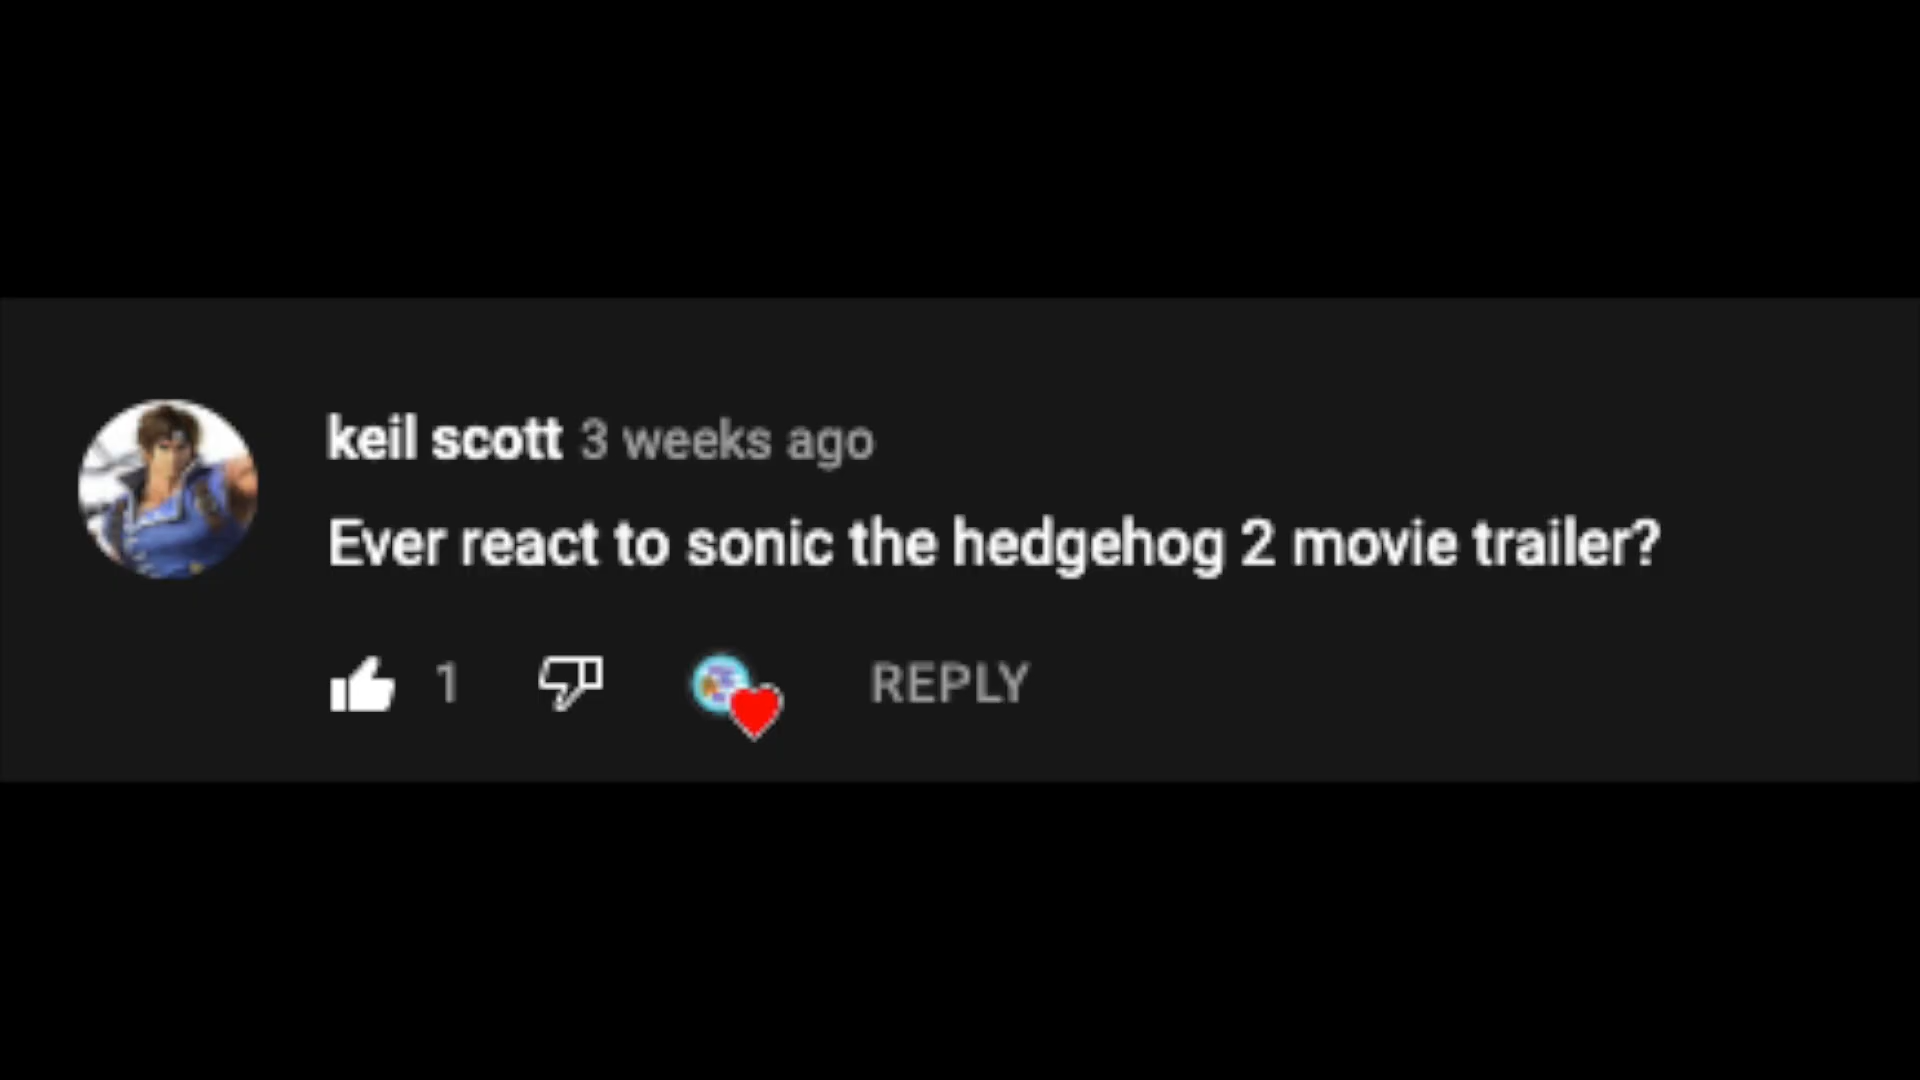 keil scott 3 weeks ago
Ever react to sonic the hedgehog 2 movie trailer?
1 REPLY